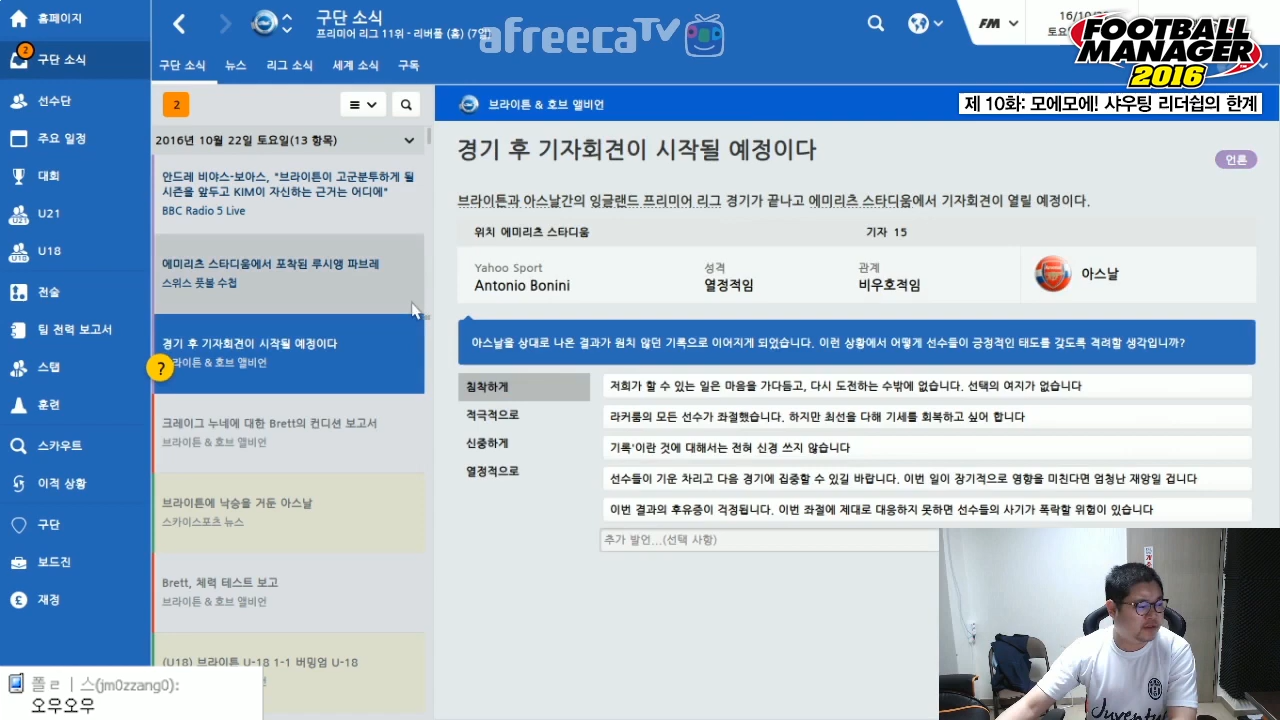 홈페이지
2
구단 소식
선수단
주요 일정
대회
U21
U18
전술
팀 전력 보고서
스탭
훈련
스카우트
이적 상황
구단
보드진
재정
구단 소식
프리미어 리그 11위 - 리버풀 (홈) (7일)
afreecaTV
FM
16/10/
토요
FOOTBALL
MANAGER
2016
제 10화: 모에모에! 샤우팅 리더쉽의 한계
구단 소식 뉴스 리그 소식 세계 소식 구독
2
2016년 10월 22일 토요일(13 항목)
안드레 비야스-보아스, "브라이튼이 고군분투하게 될
시즌을 앞두고 KIM이 자신하는 근거는 어디에"
BBC Radio 5 Live
에미리츠 스타디움에서 포착된 루시앵 파브레
스위스 풋볼 수첩
경기 후 기자회견이 시작될 예정이다
?
라이튼 & 호브 앨비언
크레이그 누네에 대한 Brett의 컨디션 보고서
브라이튼 & 호브 앨비언
브라이튼에 낙승을 거둔 아스날
스카이스포츠 뉴스
Brett, 체력 테스트 보고
브라이튼 & 호브 앨비언
(U18) 브라이튼 U-18 1-1 버밍엄 U-18
브라이튼 & 호브 앨비언
경기 후 기자회견이 시작될 예정이다
언론
브라이튼과 아스날간의 잉글랜드 프리미어 리그 경기가 끝나고 에미리츠 스타디움에서 기자회견이 열릴 예정이다.
위치 에미리츠 스타디움 기자 15
Yahoo Sport 성격 관계
Antonio Bonini 열정적임 비우호적임 아스날
아스날을 상대로 나온 결과가 원치 않던 기록으로 이어지게 되었습니다. 이런 상황에서 어떻게 선수들이 긍정적인 태도를 갖도록 격려할 생각입니까?
침착하게
적극적으로
신중하게
열정적으로
저희가 할 수 있는 일은 마음을 가다듬고, 다시 도전하는 수밖에 없습니다. 선택의 여지가 없습니다
라커룸의 모든 선수가 좌절했습니다. 하지만 최선을 다해 기세를 회복하고 싶어 합니다
기록'이란 것에 대해서는 전혀 신경 쓰지 않습니다
선수들이 기운 차리고 다음 경기에 집중할 수 있길 바랍니다. 이번 일이 장기적으로 영향을 미친다면 엄청난 재앙일 겁니다
이번 결과의 후유증이 걱정됩니다. 이번 좌절에 제대로 대응하지 못하면 선수들의 사기가 폭락할 위험이 있습니다
추가 발언...(선택 사항)
쫄ㄹㅣ스(jm0zzang0):
오우오우
Juventu